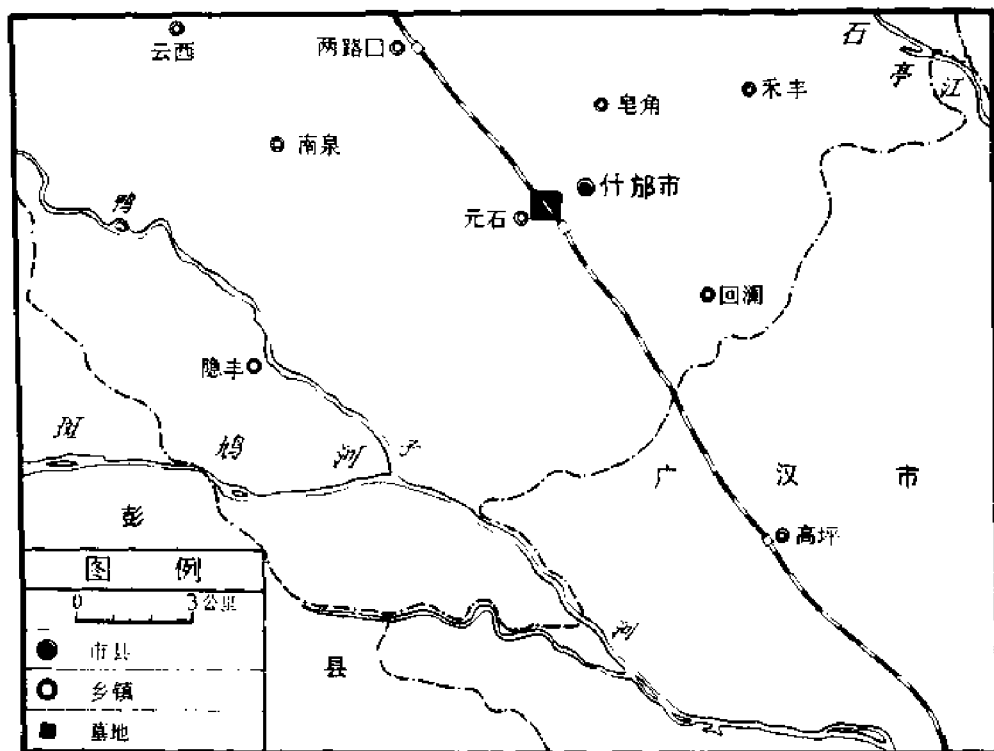 云西
两路口
石
亭
江
禾丰
皂角
南泉
什邡市
元石
鸭
回澜
隐丰
斑
鸠
河
子
广 汉 市
彭
高坪
图 例
0 3公里
河
市县
县
乡镇
墓地